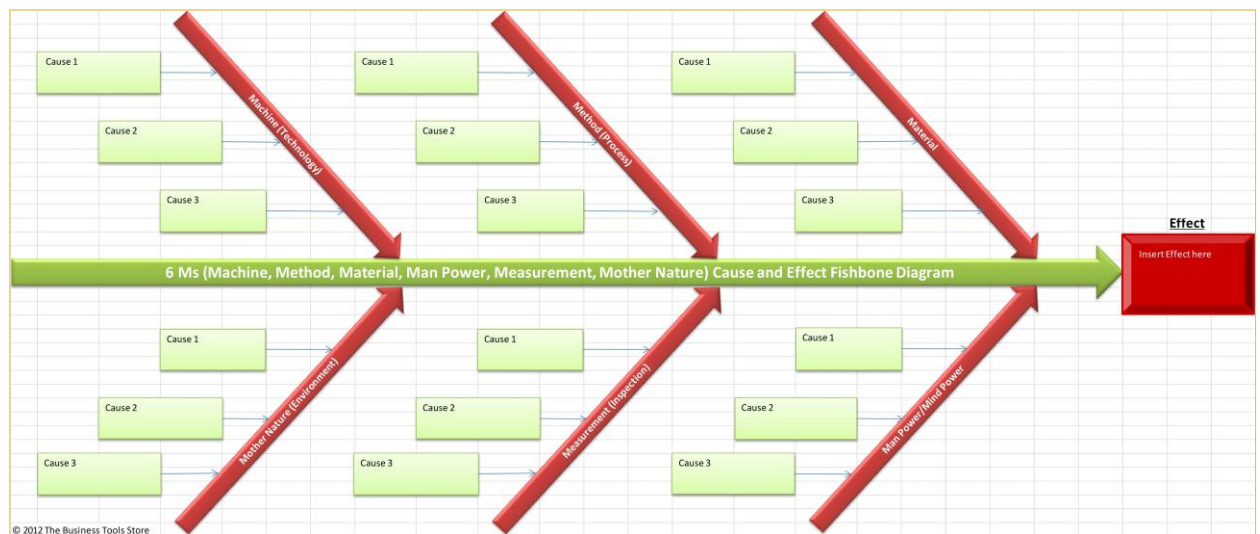 Cause 1
Cause 2
Cause 3
Machine (Technology)
Cause 1
Cause 2
Cause 3
Method (Process)
Cause 1
Cause 2
Cause 3
Material
Effect
Insert Effect here
6 Ms (Machine, Method, Material, Man Power, Measurement, Mother Nature) Cause and Effect Fishbone Diagram
Cause 1
Cause 2
Cause 3
Mother Nature (Environment)
Cause 1
Cause 2
Cause 3
Measurement (Inspection)
Cause 1
Cause 2
Cause 3
Man Power/Mind Power
© 2012 The Business Tools Store